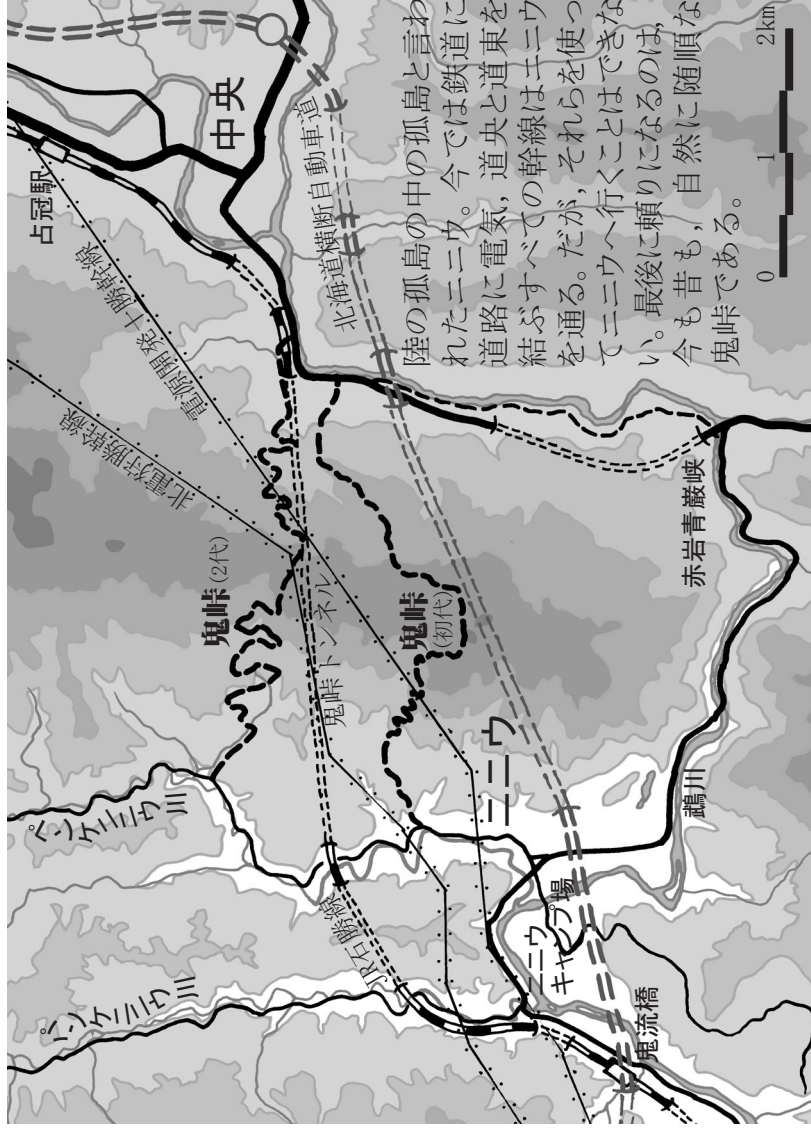 占冠駅
中央
電源開発十勝幹線
北電狩勝幹線
北海道横断自動車道
鬼峠(2代)
鬼峠トンネル
鬼峠
(初代)
ペンケニニウ川
パンケニニウ川
JR石勝線
ニニウ
ニニウ
キャンプ場
鬼流橋
鵡川
赤岩青巌峡
陸の孤島の中の孤島と言わ
れたニニウ。今では鉄道に
道路に電気，道央と道東を
結ぶすべての幹線はニニウ
を通る。だが，それらを使っ
てニニウへ行くことはできな
い。最後に頼りになるのは，
今も昔も，自然に随順な
鬼峠である。
0 1 2km